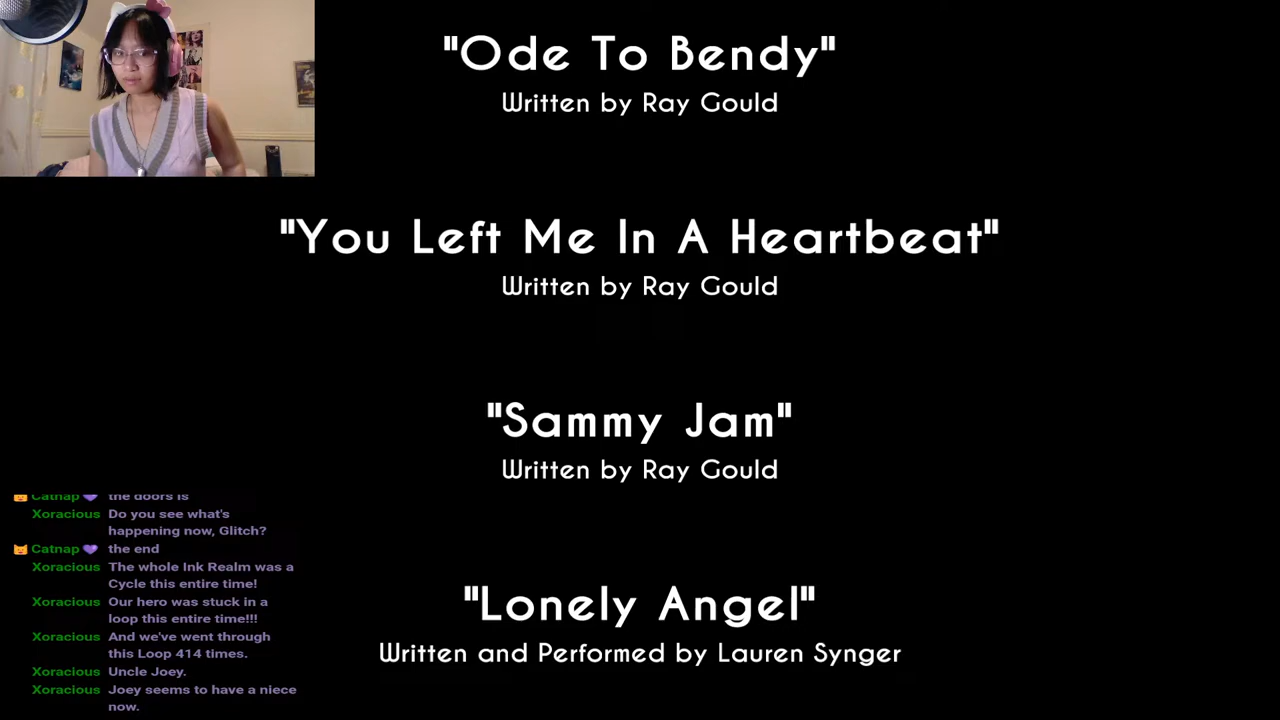 "Ode To Bendy"
Written by Ray Gould
"You Left Me In A Heartbeat"
Written by Ray Gould
"Sammy Jam"
Written by Ray Gould
"Lonely Angel"
Written and Performed by Lauren Synger
Catnap the doors is
Xoracious Do you see what's
happening now, Glitch?
Catnap the end
Xoracious The whole Ink Realm was a
Cycle this entire time!
Xoracious Our hero was stuck in a
loop this entire time!!!
Xoracious And we've went through
this Loop 414 times.
Xoracious Uncle Joey.
Xoracious Joey seems to have a niece
now.